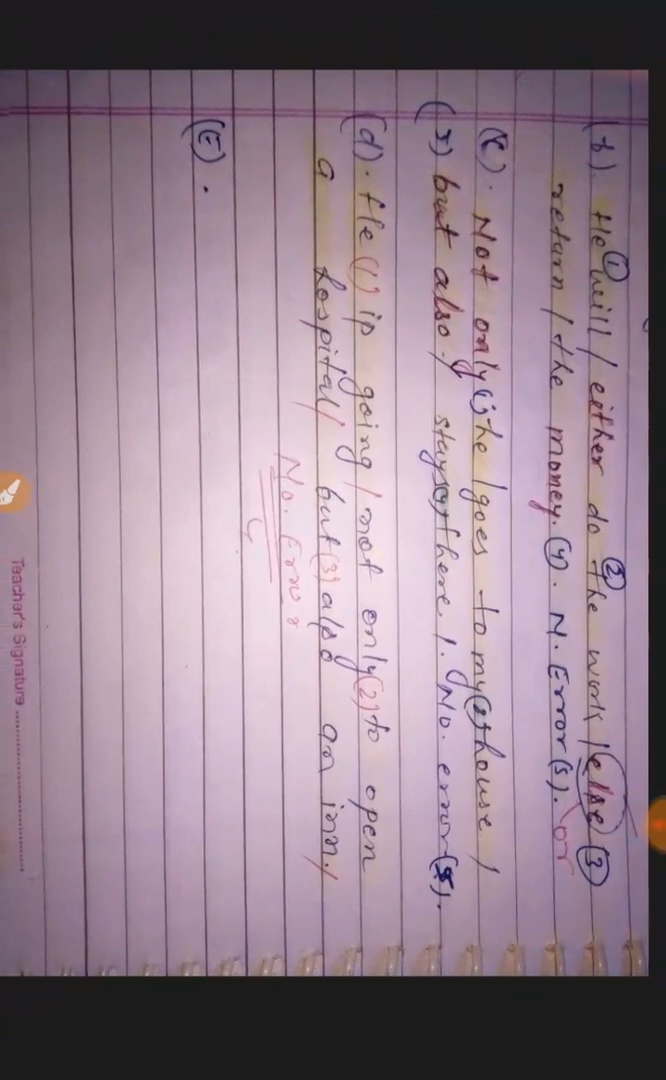 (b). He ① will / either do ② the work / else ③
return / the money. (4). N. Error (5). or
(C). Not only (1) he / goes to my (2) house /
(3) but also / stay (4) there /. No. error (5).
(d). He (1) is going / not only (2) to open
a hospital / but (3) also an inn. /
No. Error
(E).
Teacher's Signature